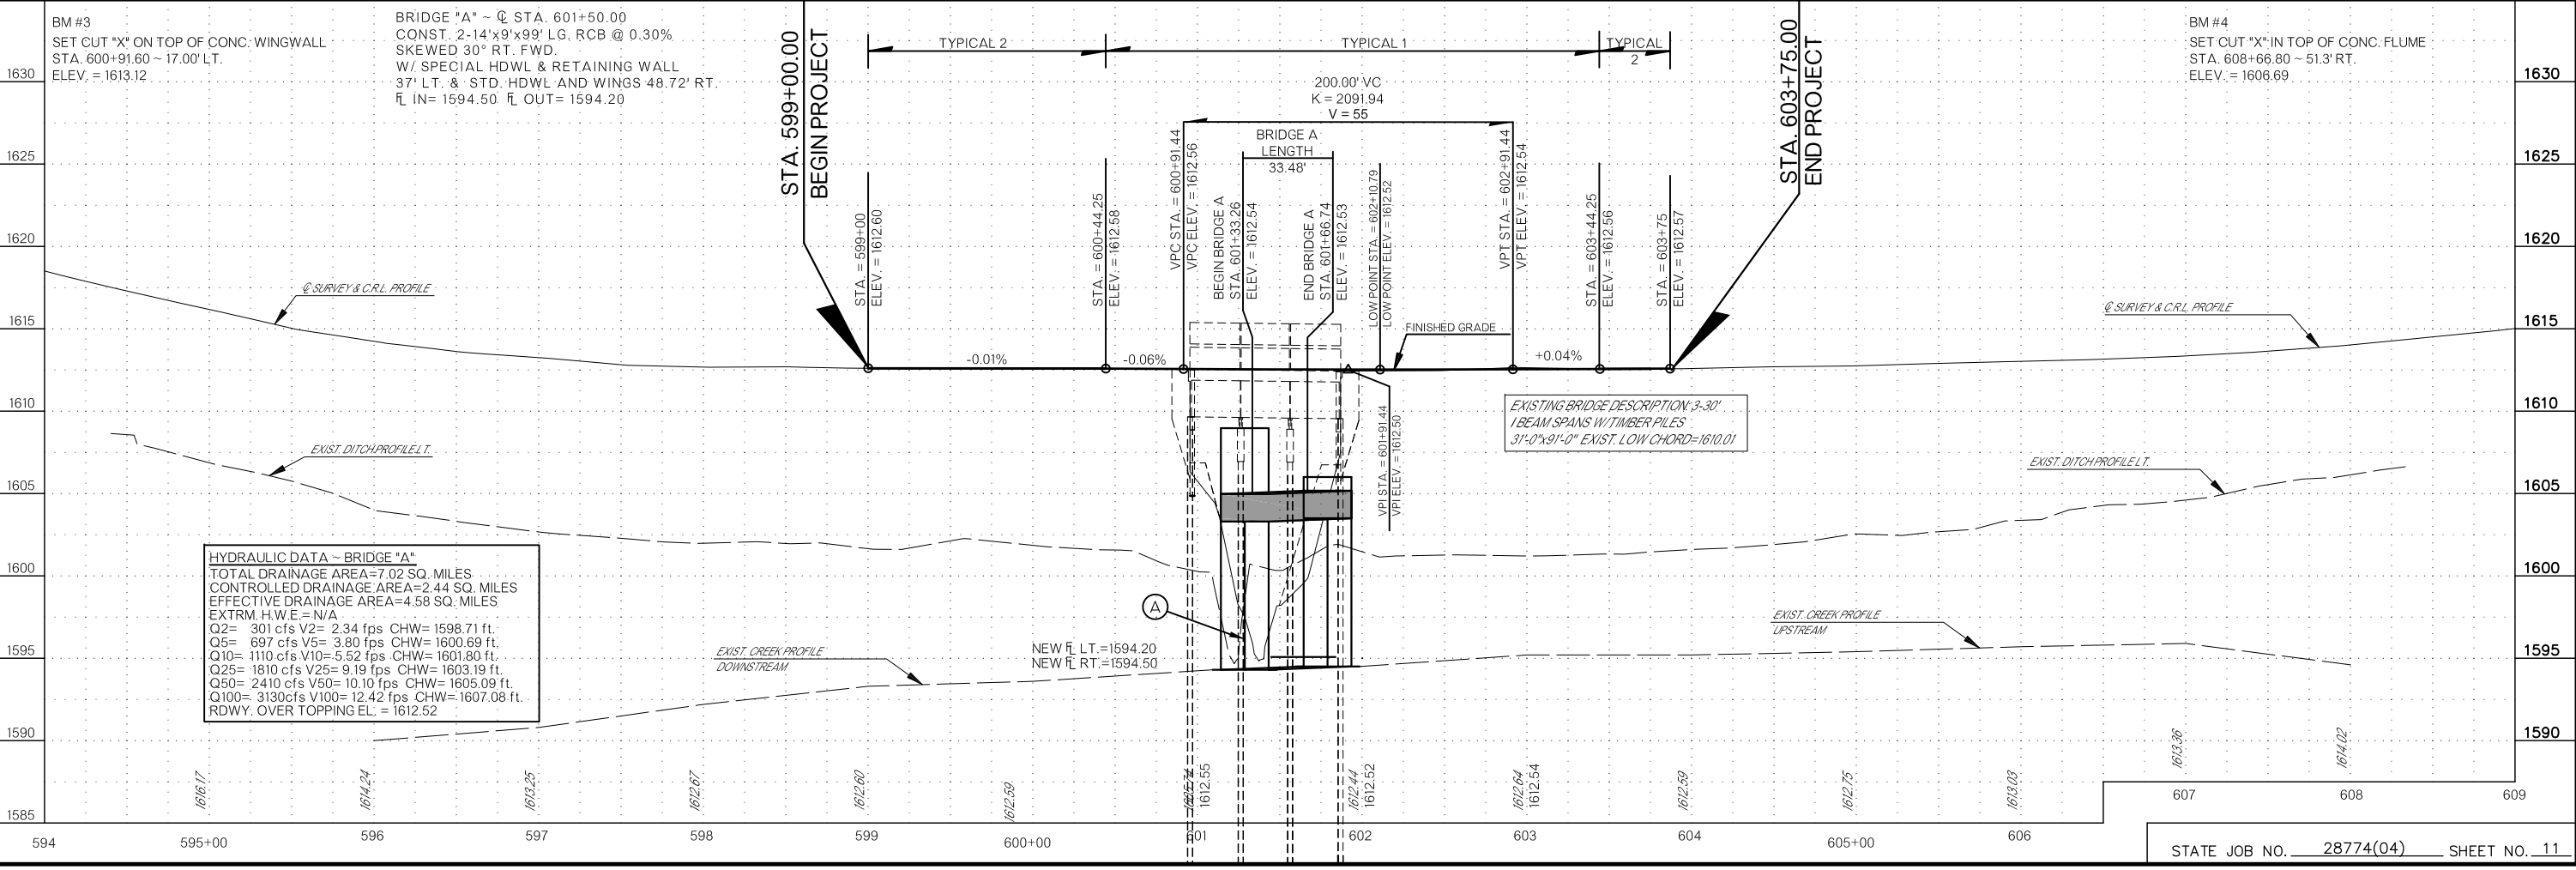 BM #3
SET CUT "X" ON TOP OF CONC. WINGWALL
STA. 600+91.60 ~ 17.00' LT.
ELEV. = 1613.12
BRIDGE "A" ~ ℄ STA. 601+50.00
CONST. 2-14'x9'x99' LG. RCB @ 0.30%
SKEWED 30° RT. FWD.
W/ SPECIAL HDWL & RETAINING WALL
37' LT. & STD. HDWL AND WINGS 48.72' RT.
FL IN= 1594.50 FL OUT= 1594.20
STA. 599+00.00
BEGIN PROJECT
TYPICAL 2
TYPICAL 1
TYPICAL
2
200.00' VC
K = 2091.94
V = 55
BRIDGE A
LENGTH
33.48'
STA. 603+75.00
END PROJECT
BM #4
SET CUT "X" IN TOP OF CONC. FLUME
STA. 608+66.80 ~ 51.3' RT.
ELEV. = 1606.69
STA. = 599+00
ELEV. = 1612.60
STA. = 600+44.25
ELEV. = 1612.58
VPC STA. = 600+91.44
VPC ELEV. = 1612.56
BEGIN BRIDGE A
STA. 601+33.26
ELEV. = 1612.54
END BRIDGE A
STA. 601+66.74
ELEV. = 1612.53
LOW POINT STA. = 602+10.79
LOW POINT ELEV. = 1612.52
VPT STA. = 602+91.44
VPT ELEV. = 1612.54
STA. = 603+44.25
ELEV. = 1612.56
STA. = 603+75
ELEV. = 1612.57
1630
1625
1620
1615
1610
1605
1600
1595
1590
1585
1630
1625
1620
1615
1610
1605
1600
1595
1590
℄ SURVEY & C.R.L. PROFILE
℄ SURVEY & C.R.L. PROFILE
FINISHED GRADE
-0.01%
-0.06%
+0.04%
VPI STA. = 601+91.44
VPI ELEV. = 1612.50
EXISTING BRIDGE DESCRIPTION: 3-30'
I BEAM SPANS W/TIMBER PILES
31'-0"x91'-0" EXIST. LOW CHORD=1610.01
EXIST. DITCH PROFILE LT.
EXIST. DITCH PROFILE LT.
HYDRAULIC DATA ~ BRIDGE "A"
TOTAL DRAINAGE AREA=7.02 SQ. MILES
CONTROLLED DRAINAGE AREA=2.44 SQ. MILES
EFFECTIVE DRAINAGE AREA=4.58 SQ. MILES
EXTRM. H.W.E.= N/A
Q2= 301 cfs V2= 2.34 fps CHW= 1598.71 ft.
Q5= 697 cfs V5= 3.80 fps CHW= 1600.69 ft.
Q10= 1110 cfs V10= 5.52 fps CHW= 1601.80 ft.
Q25= 1810 cfs V25= 9.19 fps CHW= 1603.19 ft.
Q50= 2410 cfs V50= 10.10 fps CHW= 1605.09 ft.
Q100= 3130cfs V100= 12.42 fps CHW= 1607.08 ft.
RDWY. OVER TOPPING EL. = 1612.52
A
NEW FL LT.=1594.20
NEW FL RT.=1594.50
EXIST. CREEK PROFILE
DOWNSTREAM
EXIST. CREEK PROFILE
UPSTREAM
1616.17
1614.24
1613.25
1612.67
1612.60
1612.59
1612.55
1612.44
1612.52
1612.64
1612.54
1612.59
1612.75
1613.03
1613.36
1614.02
594
595+00
596
597
598
599
600+00
601
602
603
604
605+00
606
607
608
609
STATE JOB NO. 28774(04) SHEET NO. 11